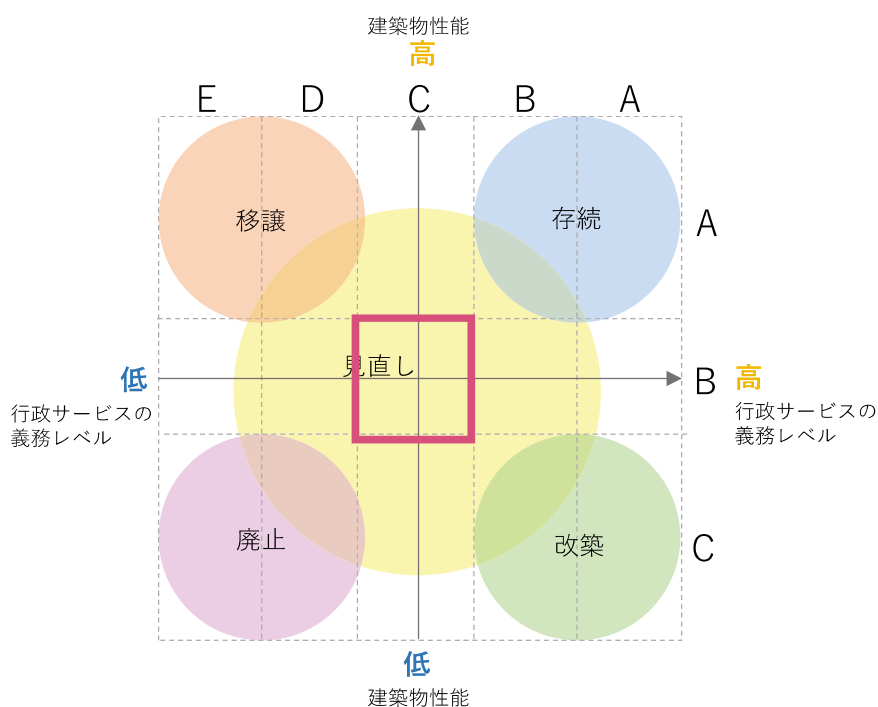 建築物性能
高
E D C B A
移譲
存続
A
見直し
低
行政サービスの
義務レベル
B
高
行政サービスの
義務レベル
廃止
改築
C
低
建築物性能